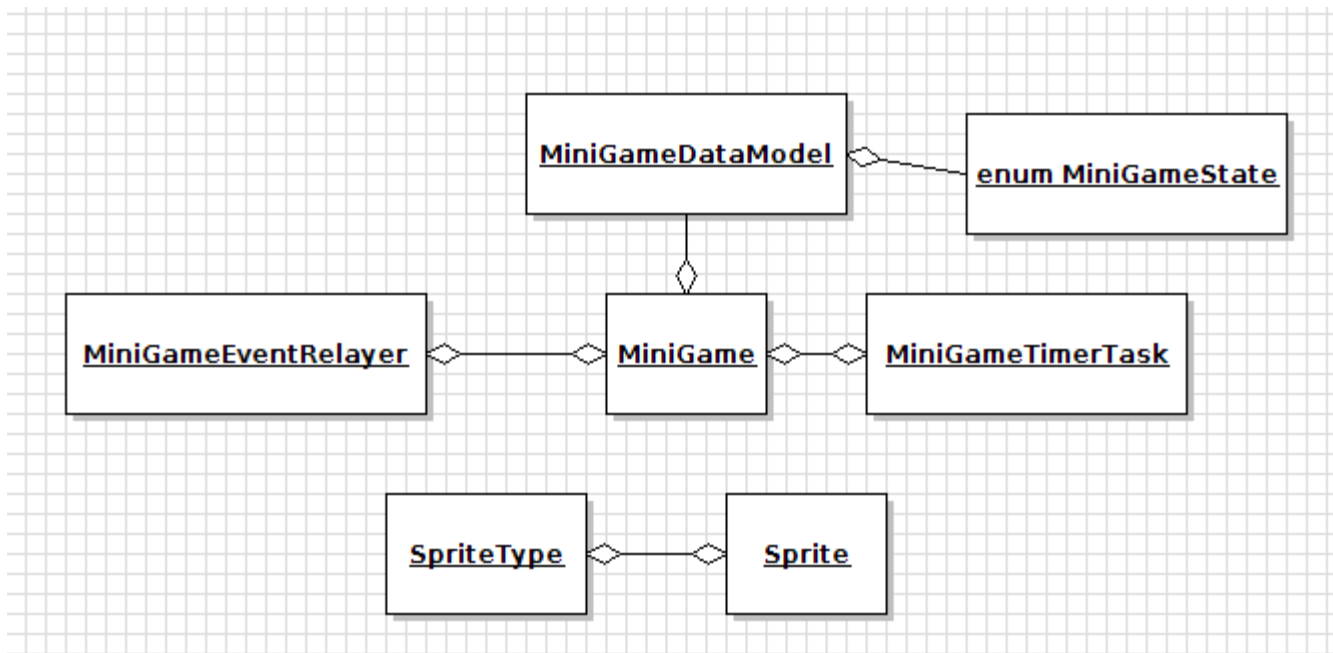 MiniGameDataModel
enum MiniGameState
MiniGameEventRelayer
MiniGame
MiniGameTimerTask
SpriteType
Sprite